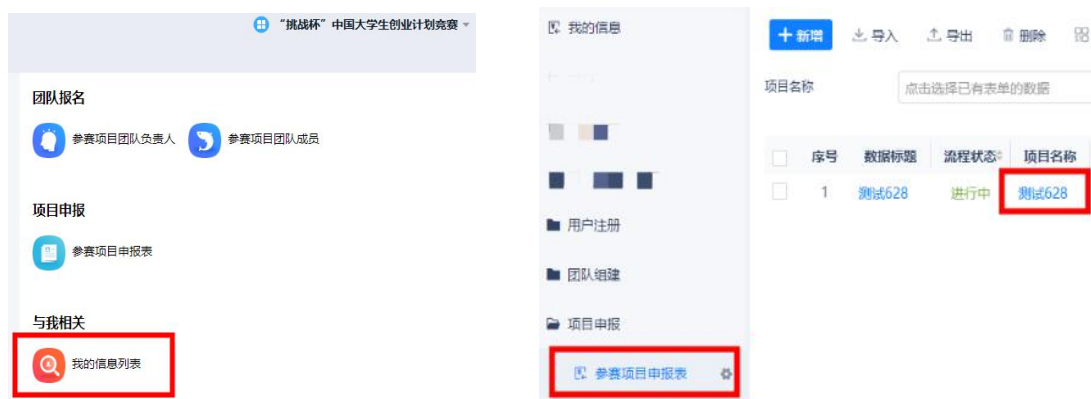 “挑战杯”中国大学生创业计划竞赛
团队报名
参赛项目团队负责人 参赛项目团队成员
项目申报
参赛项目申报表
与我相关
我的信息列表
我的信息
用户注册
团队组建
项目申报
参赛项目申报表
新增 导入 导出 删除
项目名称 点击选择已有表单的数据
序号 数据标题 流程状态 项目名称
1 测试628 进行中 测试628